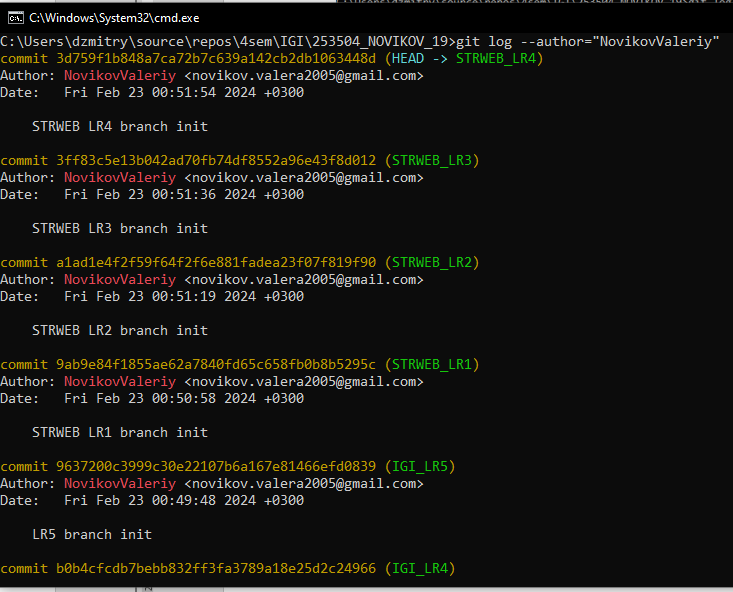 C:\Windows\System32\cmd.exe
C:\Users\dzmitry\source\repos\4sem\IGI\253504_NOVIKOV_19>git log --author="NovikovValeriy"
commit 3d759f1b848a7ca72b7c639a142cb2db1063448d (HEAD -> STRWEB_LR4)
Author: NovikovValeriy <novikov.valera2005@gmail.com>
Date:   Fri Feb 23 00:51:54 2024 +0300
STRWEB LR4 branch init
commit 3ff83c5e13b042ad70fb74df8552a96e43f8d012 (STRWEB_LR3)
Author: NovikovValeriy <novikov.valera2005@gmail.com>
Date:   Fri Feb 23 00:51:36 2024 +0300
STRWEB LR3 branch init
commit a1ad1e4f2f59f64f2f6e881fadea23f07f819f90 (STRWEB_LR2)
Author: NovikovValeriy <novikov.valera2005@gmail.com>
Date:   Fri Feb 23 00:51:19 2024 +0300
STRWEB LR2 branch init
commit 9ab9e84f1855ae62a7840fd65c658fb0b8b5295c (STRWEB_LR1)
Author: NovikovValeriy <novikov.valera2005@gmail.com>
Date:   Fri Feb 23 00:50:58 2024 +0300
STRWEB LR1 branch init
commit 9637200c3999c30e22107b6a167e81466efd0839 (IGI_LR5)
Author: NovikovValeriy <novikov.valera2005@gmail.com>
Date:   Fri Feb 23 00:49:48 2024 +0300
LR5 branch init
commit b0b4cfcdb7bebb832ff3fa3789a18e25d2c24966 (IGI_LR4)